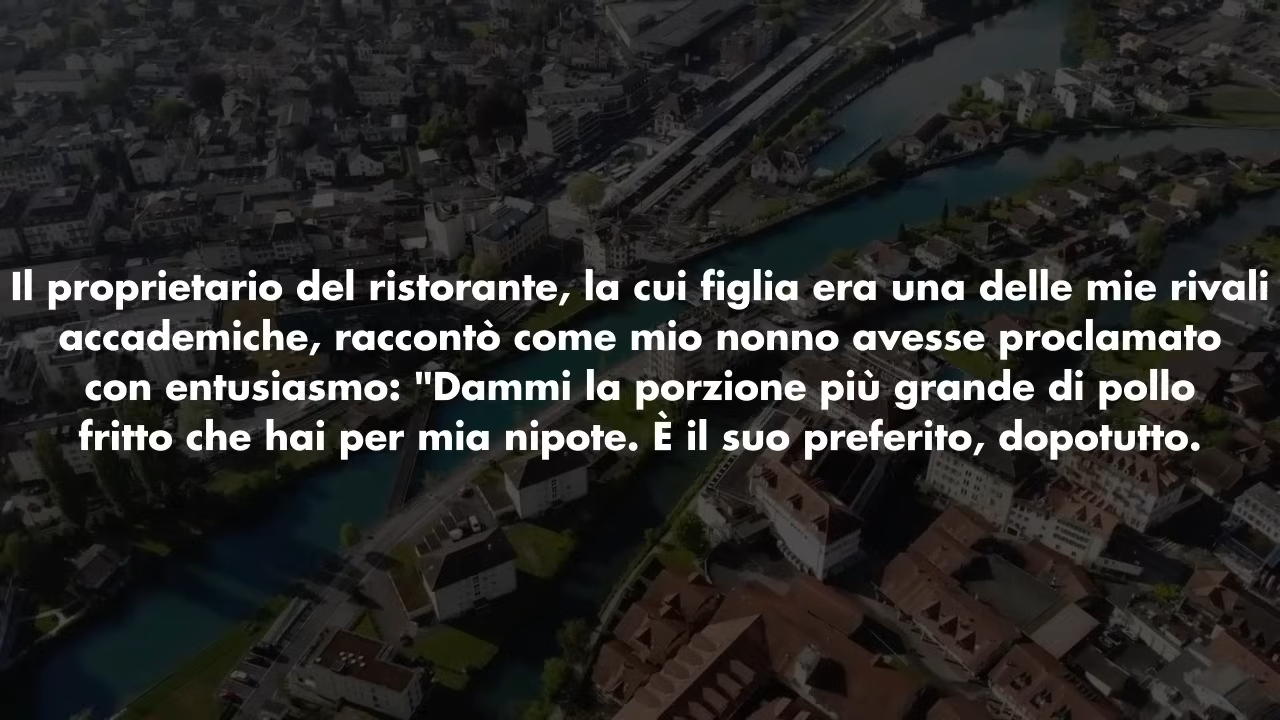 Il proprietario del ristorante, la cui figlia era una delle mie rivali
accademiche, raccontò come mio nonno avesse proclamato
con entusiasmo: "Dammi la porzione più grande di pollo
fritto che hai per mia nipote. È il suo preferito, dopotutto.